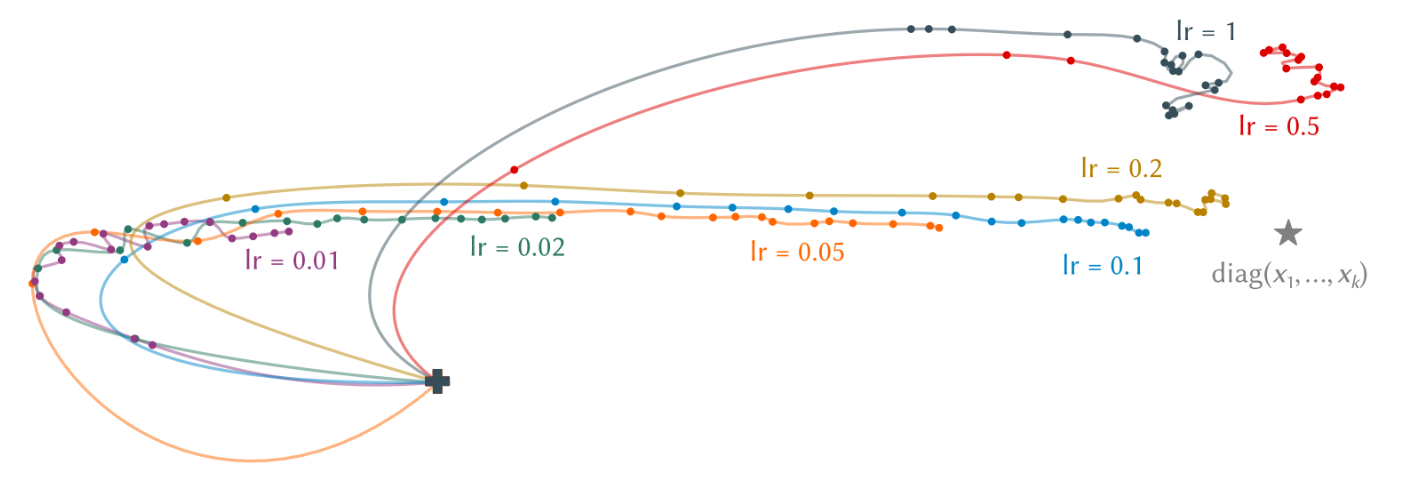 lr = 1
lr = 0.5
lr = 0.2
lr = 0.01
lr = 0.02
lr = 0.05
lr = 0.1
diag(x₁,...,xₖ)